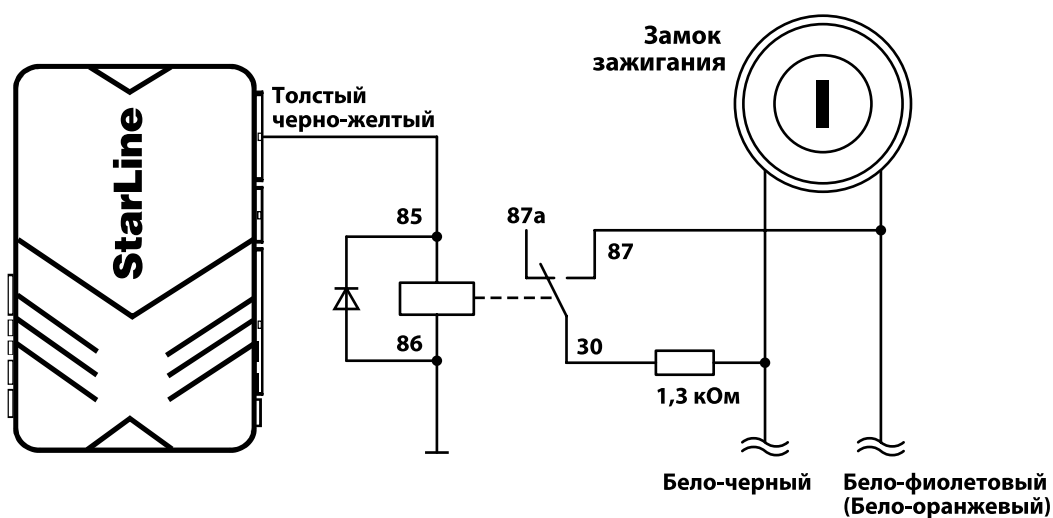 Замок
зажигания
StarLine
Толстый
черно-желтый
85
87а
87
86
30
1,3 кОм
Бело-черный
Бело-фиолетовый
(Бело-оранжевый)